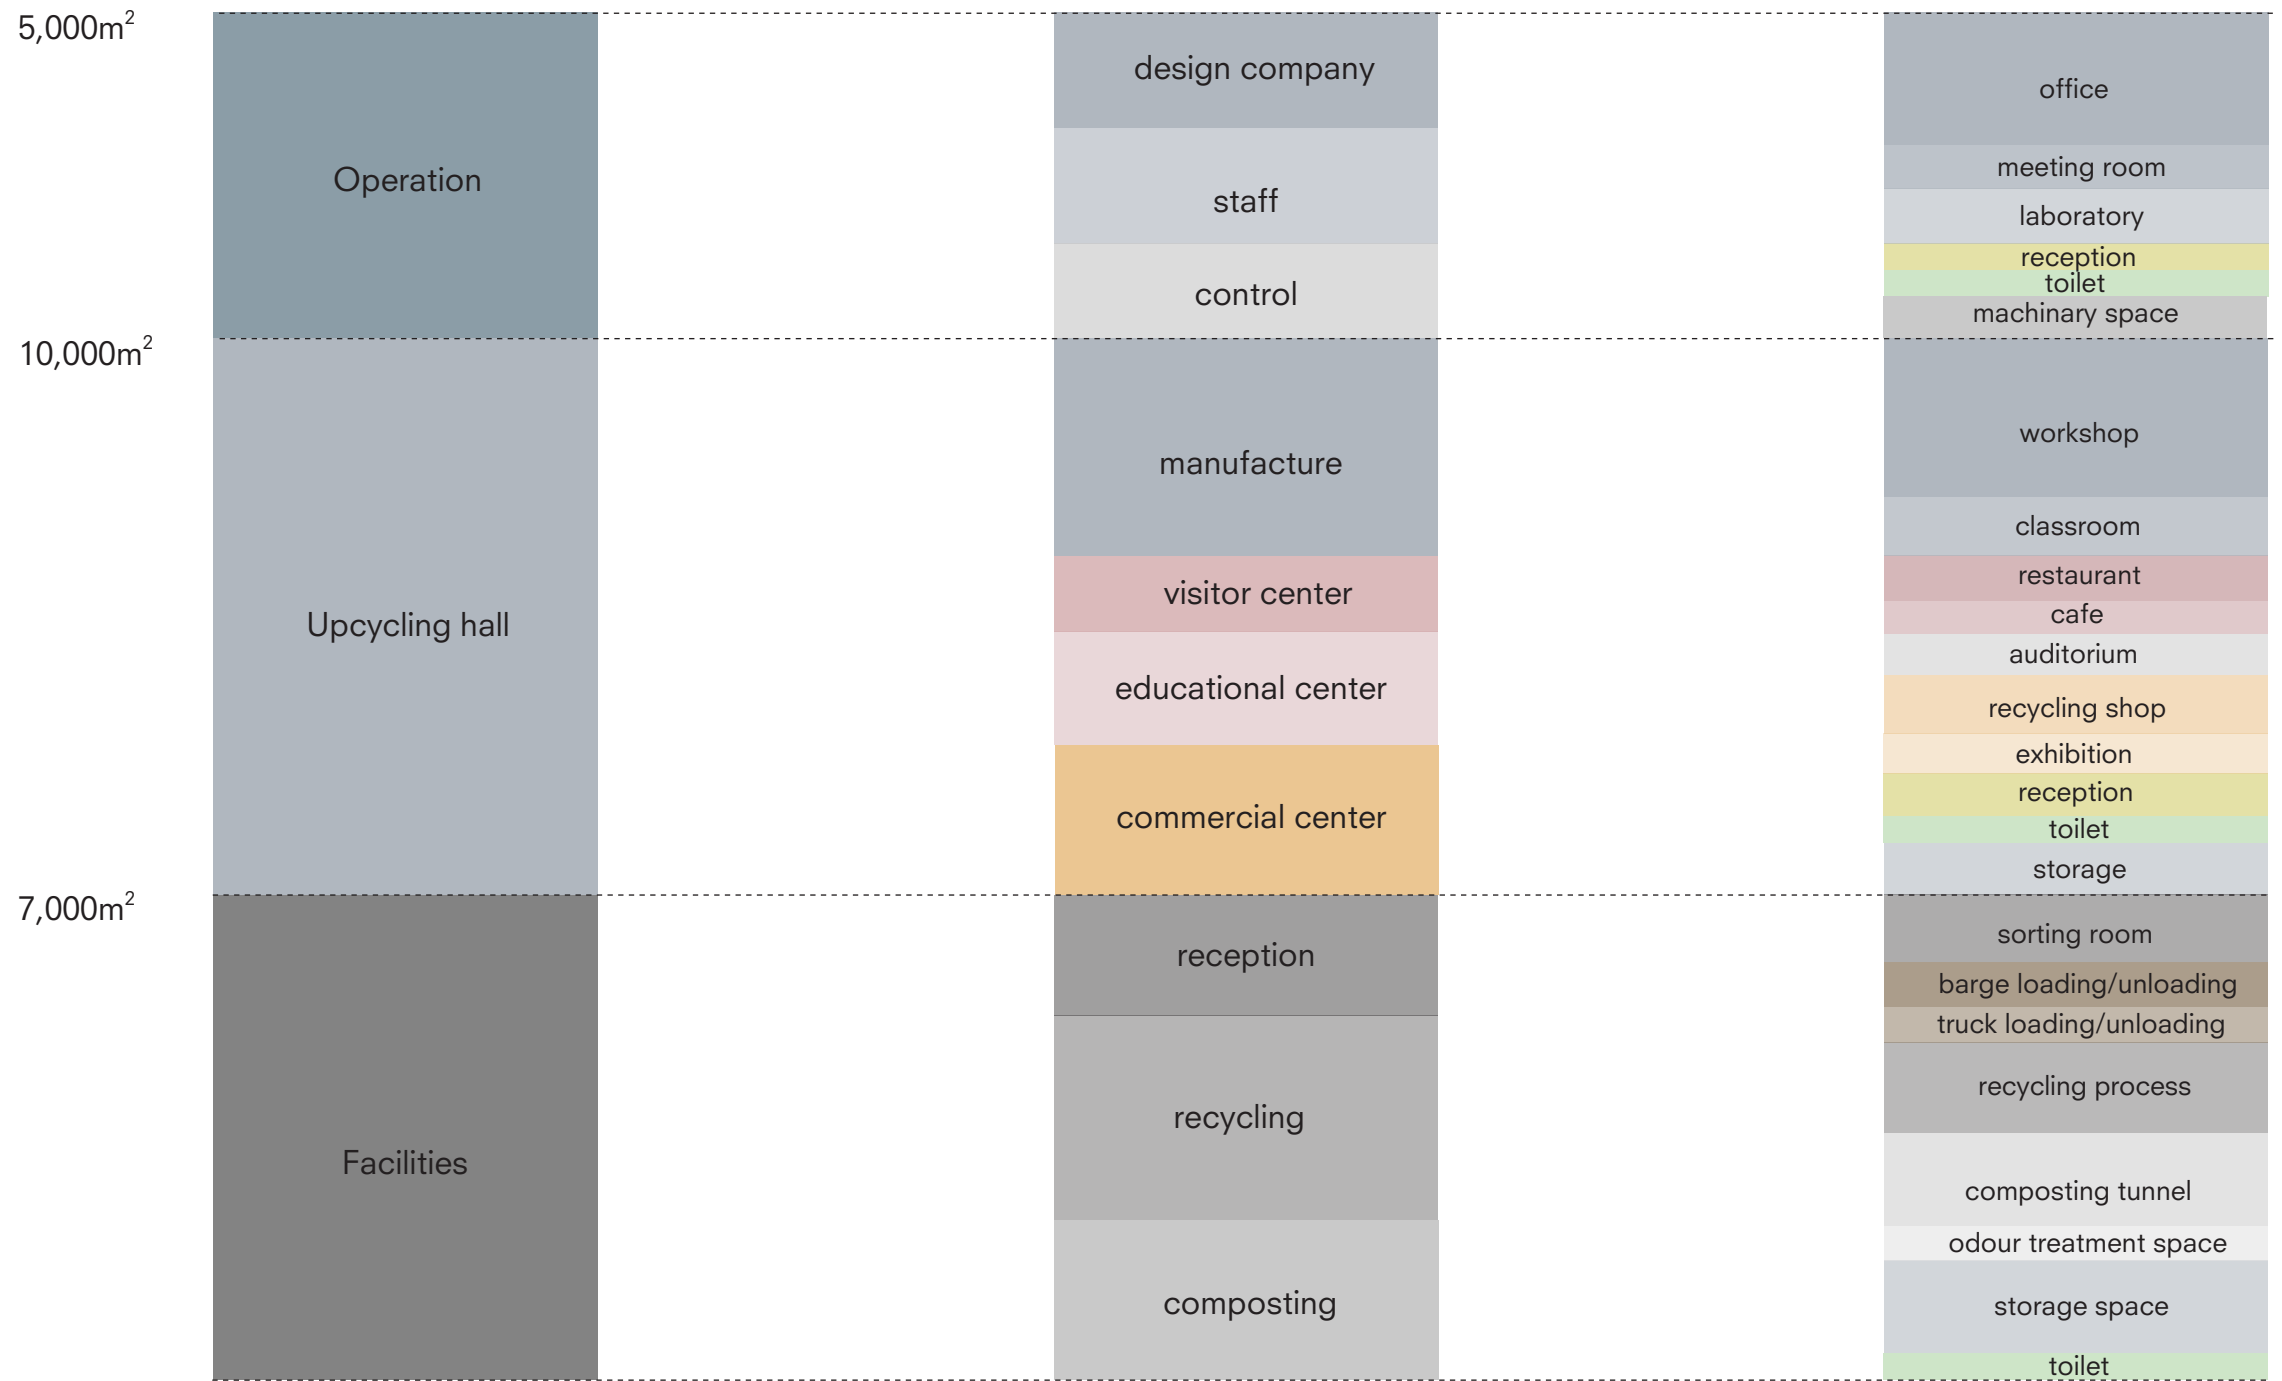 5,000m²
Operation
design company
staff
control
office
meeting room
laboratory
reception
toilet
machinary space
10,000m²
Upcycling hall
manufacture
visitor center
educational center
commercial center
workshop
classroom
restaurant
cafe
auditorium
recycling shop
exhibition
reception
toilet
storage
7,000m²
Facilities
reception
recycling
composting
sorting room
barge loading/unloading
truck loading/unloading
recycling process
composting tunnel
odour treatment space
storage space
toilet